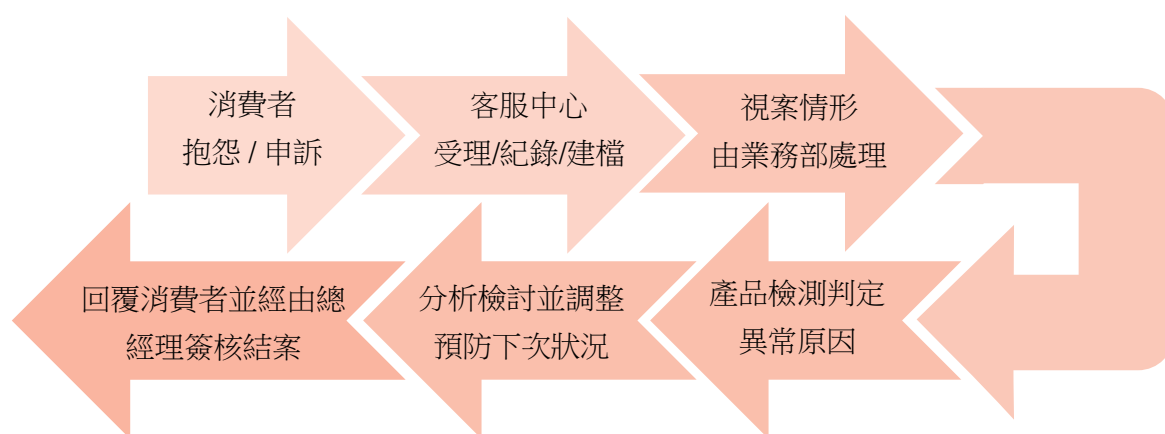 消費者
抱怨 / 申訴
客服中心
受理/紀錄/建檔
視案情形
由業務部處理
產品檢測判定
異常原因
分析檢討並調整
預防下次狀況
回覆消費者並經由總
經理簽核結案